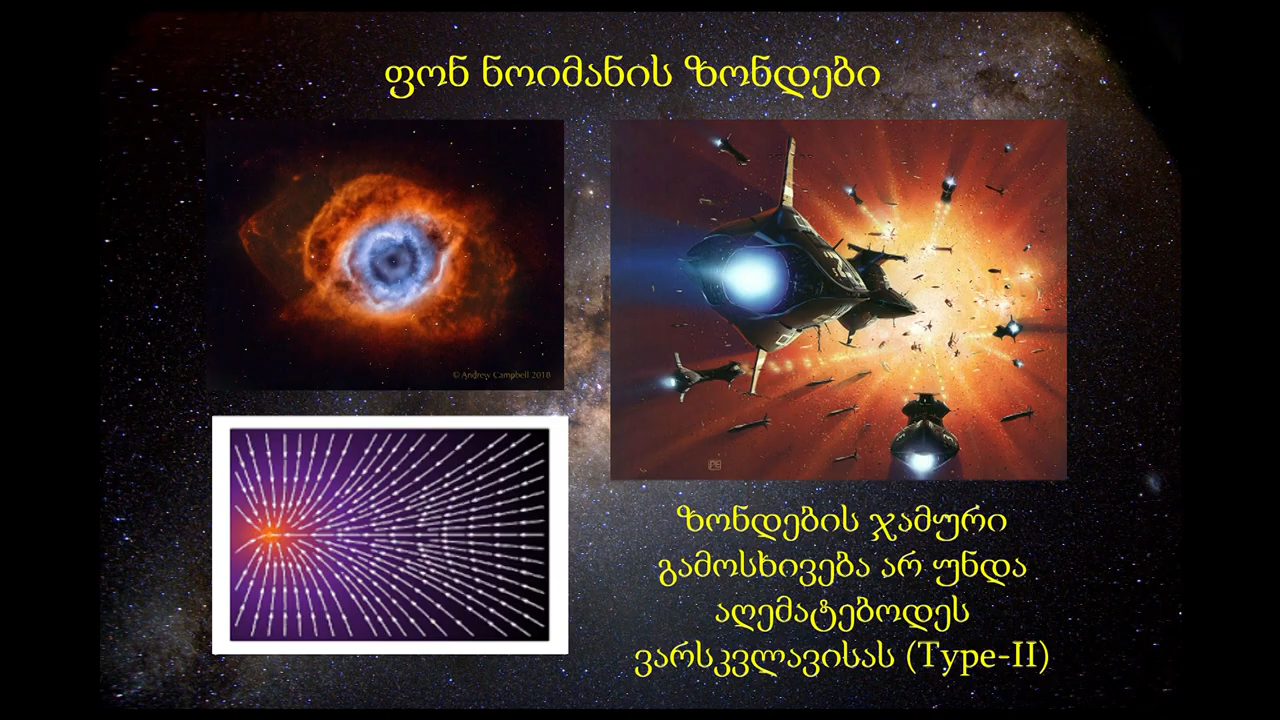 ფონ ნოიმანის ზონდები
© Andrew Campbell 2018
ზონდების ჯამური
გამოსხივება არ უნდა
აღემატებოდეს
ვარსკვლავისას (Type-II)